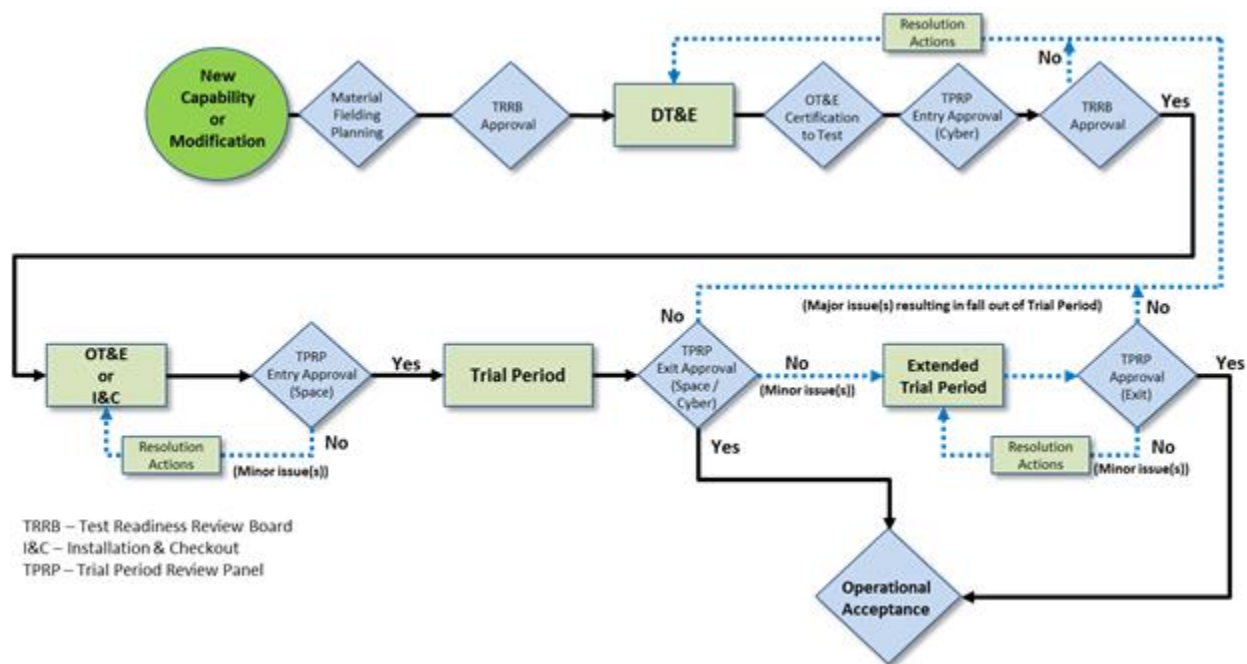 New
Capability
or
Modification
Material
Fielding
Planning
TRRB
Approval
DT&E
OT&E
Certification
to Test
TPRP
Entry Approval
(Cyber)
TRRB
Approval
Resolution
Actions
No
Yes
OT&E
or
I&C
TPRP
Entry Approval
(Space)
Yes
No
Resolution
Actions
(Minor issue(s))
Trial Period
TPRP
Exit Approval
(Space /
Cyber)
No
(Major issue(s) resulting in fall out of Trial Period)
No
(Minor issue(s))
Yes
Extended
Trial Period
TPRP
Approval
(Exit)
No
Yes
No
Resolution
Actions
(Minor issue(s))
Operational
Acceptance
TRRB – Test Readiness Review Board
I&C – Installation & Checkout
TPRP – Trial Period Review Panel